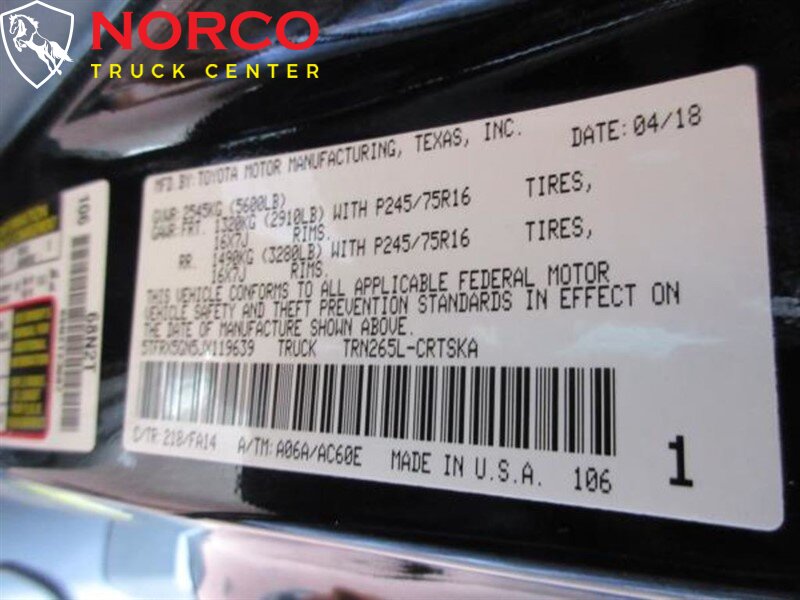 NORCO
TRUCK CENTER
MFD BY: TOYOTA MOTOR MANUFACTURING, TEXAS, INC. DATE: 04/18
GVWR: 2545KG (5600LB)
GAWR: FRT. 1320KG (2910LB) WITH P245/75R16 TIRES,
16X7J RIMS.
RR. 1490KG (3280LB) WITH P245/75R16 TIRES,
16X7J RIMS.
THIS VEHICLE CONFORMS TO ALL APPLICABLE FEDERAL MOTOR
VEHICLE SAFETY AND THEFT PREVENTION STANDARDS IN EFFECT ON
THE DATE OF MANUFACTURE SHOWN ABOVE.
5TFRX5GN5JX119639 TRUCK TRN265L-CRTSKA
C/TR: 218/FA14 A/TM: A06A/AC60E MADE IN U.S.A. 106 1
106
68N2T